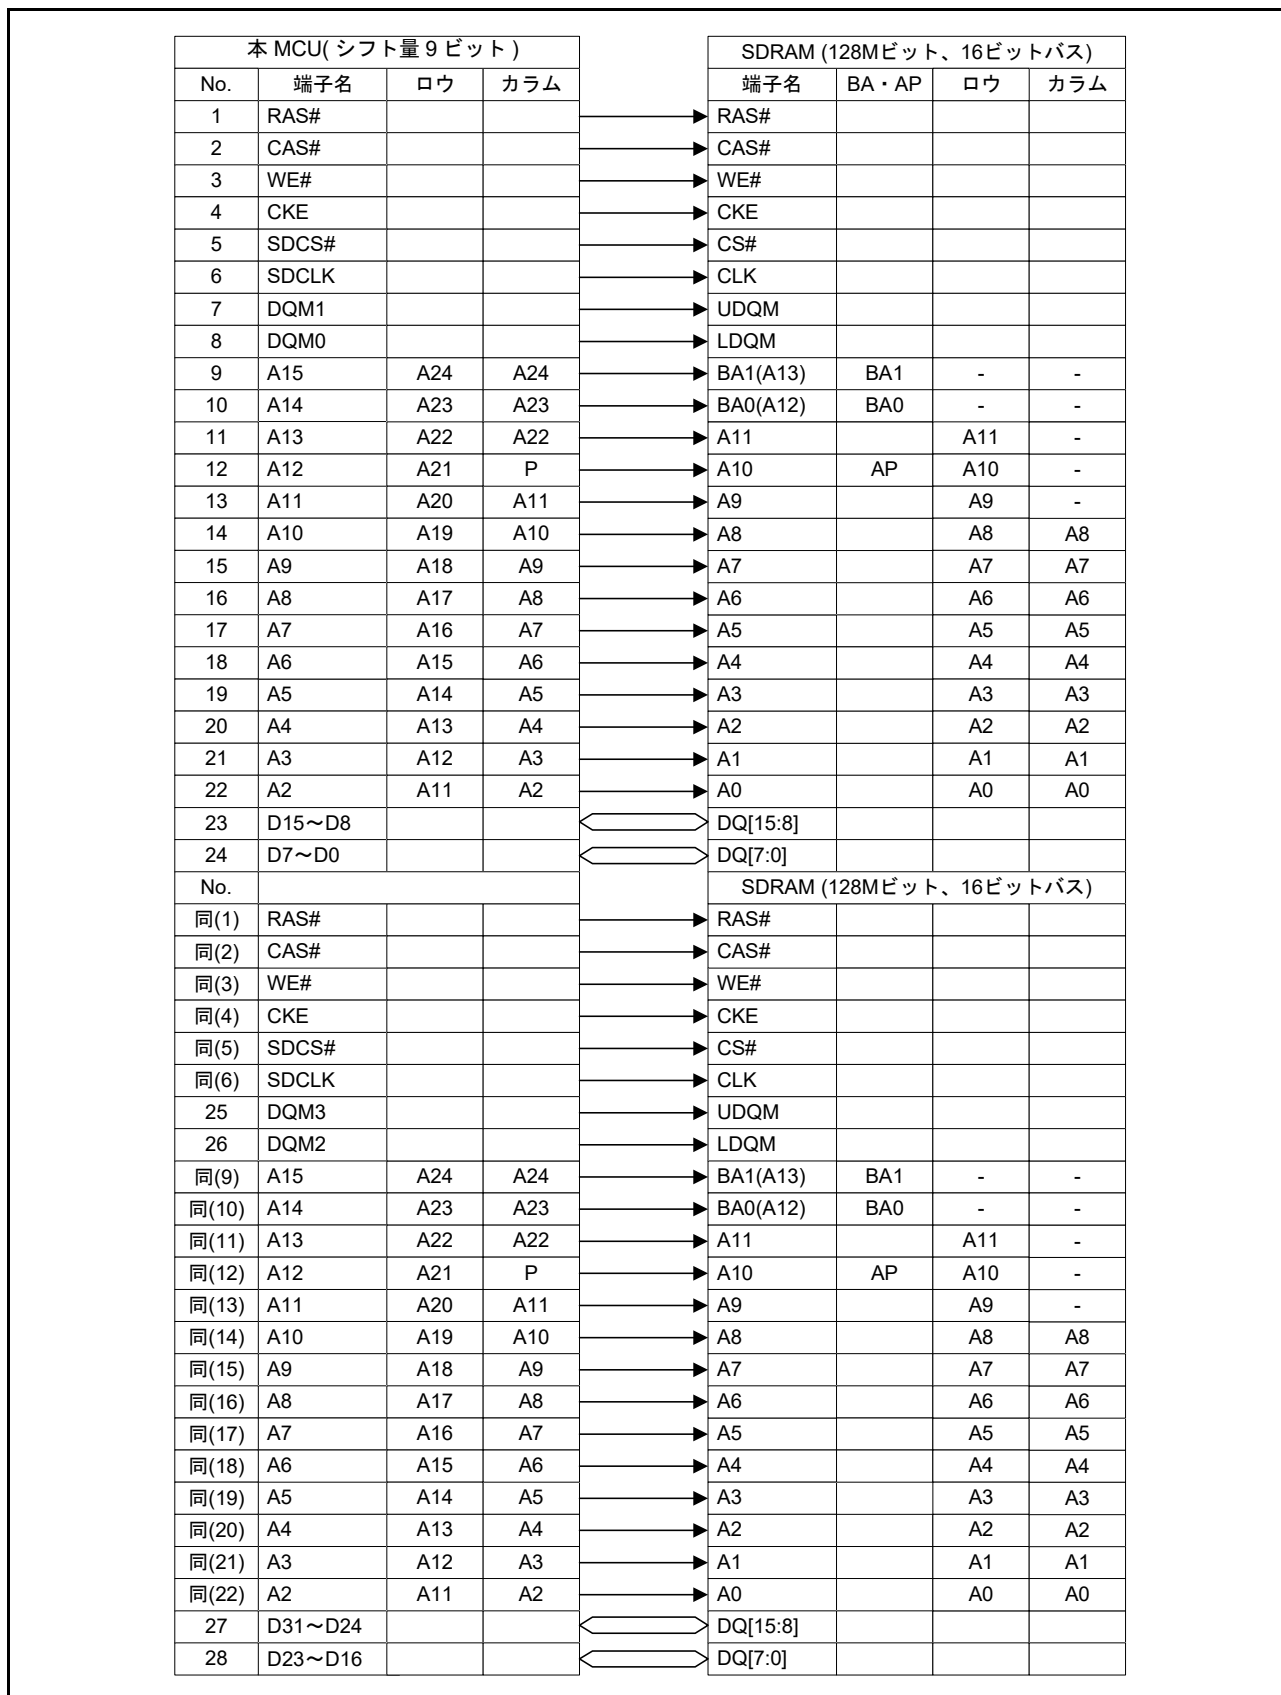 本 MCU( シフト量 9 ビット ) SDRAM (128Mビット、16ビットバス)
No. 端子名 ロウ カラム 端子名 BA・AP ロウ カラム
1 RAS# RAS#
2 CAS# CAS#
3 WE# WE#
4 CKE CKE
5 SDCS# CS#
6 SDCLK CLK
7 DQM1 UDQM
8 DQM0 LDQM
9 A15 A24 A24 BA1(A13) BA1 - -
10 A14 A23 A23 BA0(A12) BA0 - -
11 A13 A22 A22 A11 A11 -
12 A12 A21 P A10 AP A10 -
13 A11 A20 A11 A9 A9 -
14 A10 A19 A10 A8 A8 A8
15 A9 A18 A9 A7 A7 A7
16 A8 A17 A8 A6 A6 A6
17 A7 A16 A7 A5 A5 A5
18 A6 A15 A6 A4 A4 A4
19 A5 A14 A5 A3 A3 A3
20 A4 A13 A4 A2 A2 A2
21 A3 A12 A3 A1 A1 A1
22 A2 A11 A2 A0 A0 A0
23 D15～D8 DQ[15:8]
24 D7～D0 DQ[7:0]
No. SDRAM (128Mビット、16ビットバス)
同(1) RAS# RAS#
同(2) CAS# CAS#
同(3) WE# WE#
同(4) CKE CKE
同(5) SDCS# CS#
同(6) SDCLK CLK
25 DQM3 UDQM
26 DQM2 LDQM
同(9) A15 A24 A24 BA1(A13) BA1 - -
同(10) A14 A23 A23 BA0(A12) BA0 - -
同(11) A13 A22 A22 A11 A11 -
同(12) A12 A21 P A10 AP A10 -
同(13) A11 A20 A11 A9 A9 -
同(14) A10 A19 A10 A8 A8 A8
同(15) A9 A18 A9 A7 A7 A7
同(16) A8 A17 A8 A6 A6 A6
同(17) A7 A16 A7 A5 A5 A5
同(18) A6 A15 A6 A4 A4 A4
同(19) A5 A14 A5 A3 A3 A3
同(20) A4 A13 A4 A2 A2 A2
同(21) A3 A12 A3 A1 A1 A1
同(22) A2 A11 A2 A0 A0 A0
27 D31～D24 DQ[15:8]
28 D23～D16 DQ[7:0]